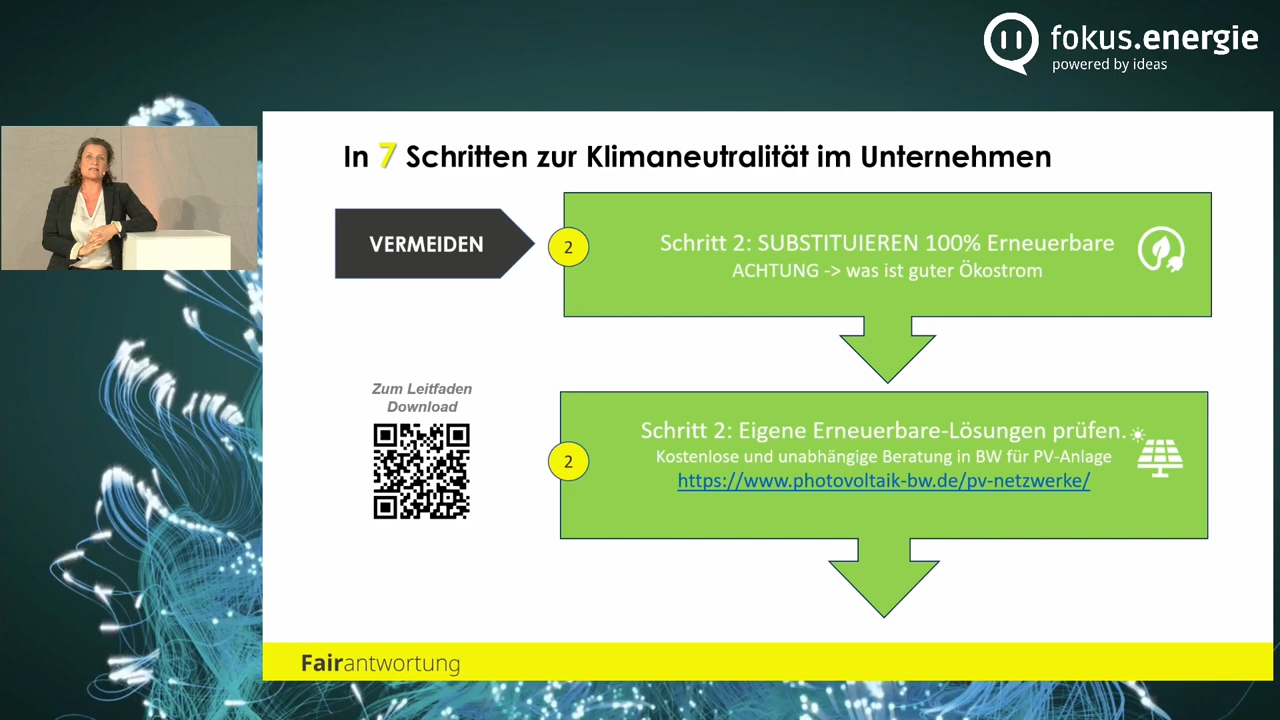 fokus.energie
powered by ideas
In 7 Schritten zur Klimaneutralität im Unternehmen
VERMEIDEN
2
Schritt 2: SUBSTITUIEREN 100% Erneuerbare
ACHTUNG -> was ist guter Ökostrom
Zum Leitfaden
Download
2
Schritt 2: Eigene Erneuerbare-Lösungen prüfen.
Kostenlose und unabhängige Beratung in BW für PV-Anlage
https://www.photovoltaik-bw.de/pv-netzwerke/
Fairantwortung